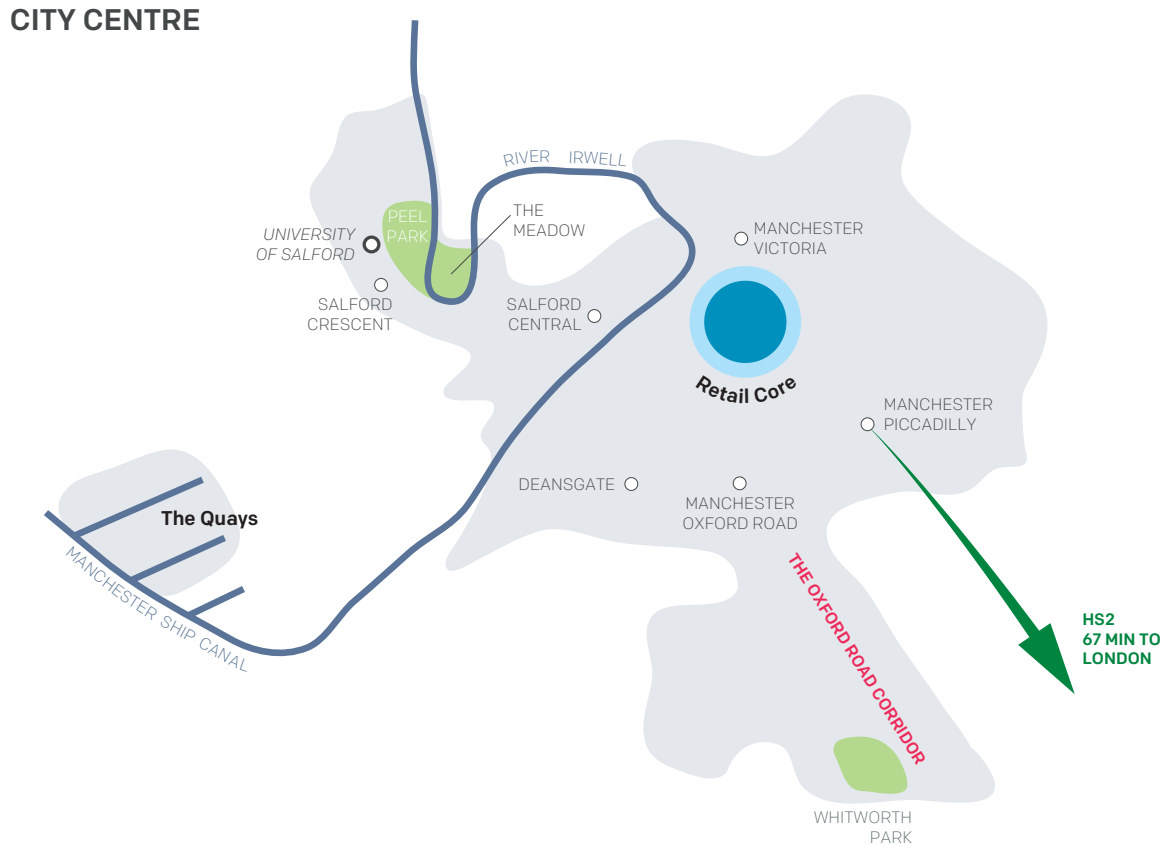 CITY CENTRE
RIVER IRWELL
PEEL
PARK
THE
MEADOW
UNIVERSITY
OF SALFORD
MANCHESTER
VICTORIA
SALFORD
CRESCENT
SALFORD
CENTRAL
Retail Core
MANCHESTER
PICCADILLY
DEANSGATE
MANCHESTER
OXFORD ROAD
The Quays
MANCHESTER SHIP CANAL
THE OXFORD ROAD CORRIDOR
HS2
67 MIN TO
LONDON
WHITWORTH
PARK